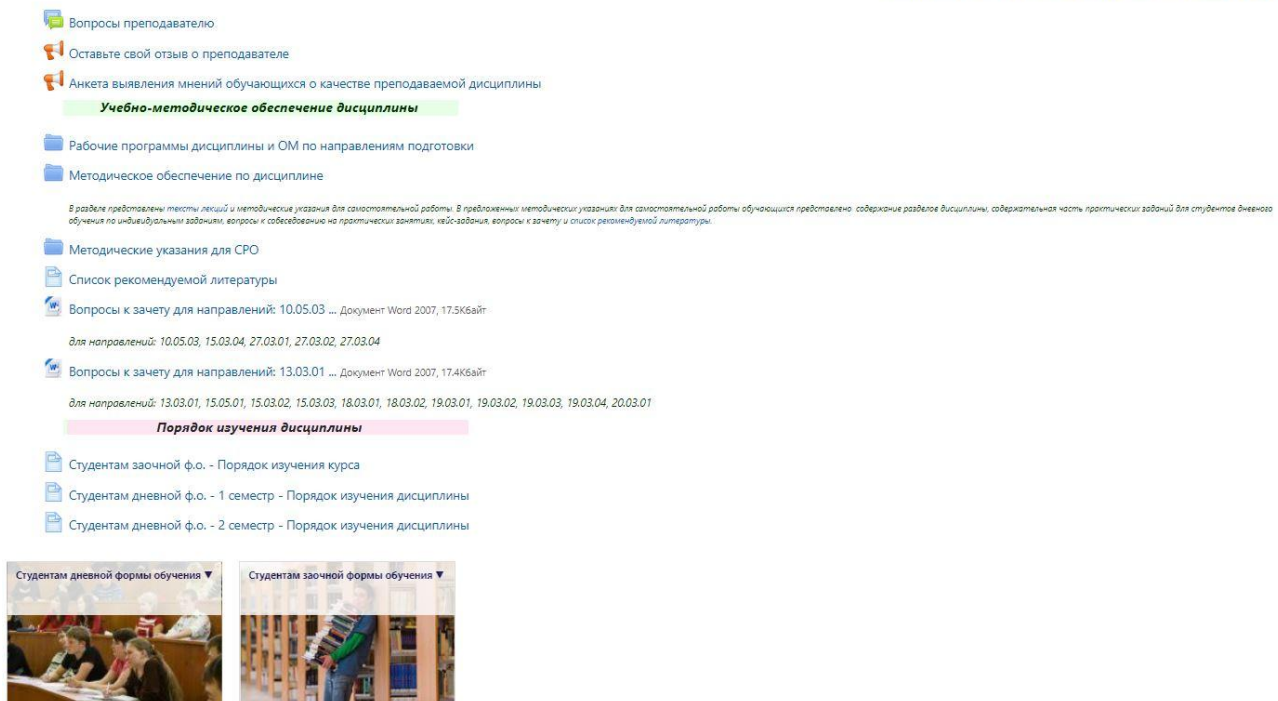 Вопросы преподавателю
Оставьте свой отзыв о преподавателе
Анкета выявления мнений обучающихся о качестве преподаваемой дисциплины
Учебно-методическое обеспечение дисциплины
Рабочие программы дисциплины и ОМ по направлениям подготовки
Методическое обеспечение по дисциплине
В разделе представлены тексты лекций и методические указания для самостоятельной работы. В предложенных методических указаниях для самостоятельной работы обучающихся представлено содержание разделов дисциплины, содержательная часть практических заданий для студентов дневного
обучения по индивидуальным заданиям, вопросы к собеседованию на практических занятиях, кейс-задания, вопросы к зачету и список рекомендуемой литературы.
Методические указания для СРО
Список рекомендуемой литературы
Вопросы к зачету для направлений: 10.05.03 ... Документ Word 2007, 17.5Кбайт
для направлений: 10.05.03, 15.03.04, 27.03.01, 27.03.02, 27.03.04
Вопросы к зачету для направлений: 13.03.01 ... Документ Word 2007, 17.4Кбайт
для направлений: 13.03.01, 15.05.01, 15.03.02, 15.03.03, 18.03.01, 18.03.02, 19.03.01, 19.03.02, 19.03.03, 19.03.04, 20.03.01
Порядок изучения дисциплины
Студентам заочной ф.о. - Порядок изучения курса
Студентам дневной ф.о. - 1 семестр - Порядок изучения дисциплины
Студентам дневной ф.о. - 2 семестр - Порядок изучения дисциплины
Студентам дневной формы обучения ▼
Студентам заочной формы обучения ▼